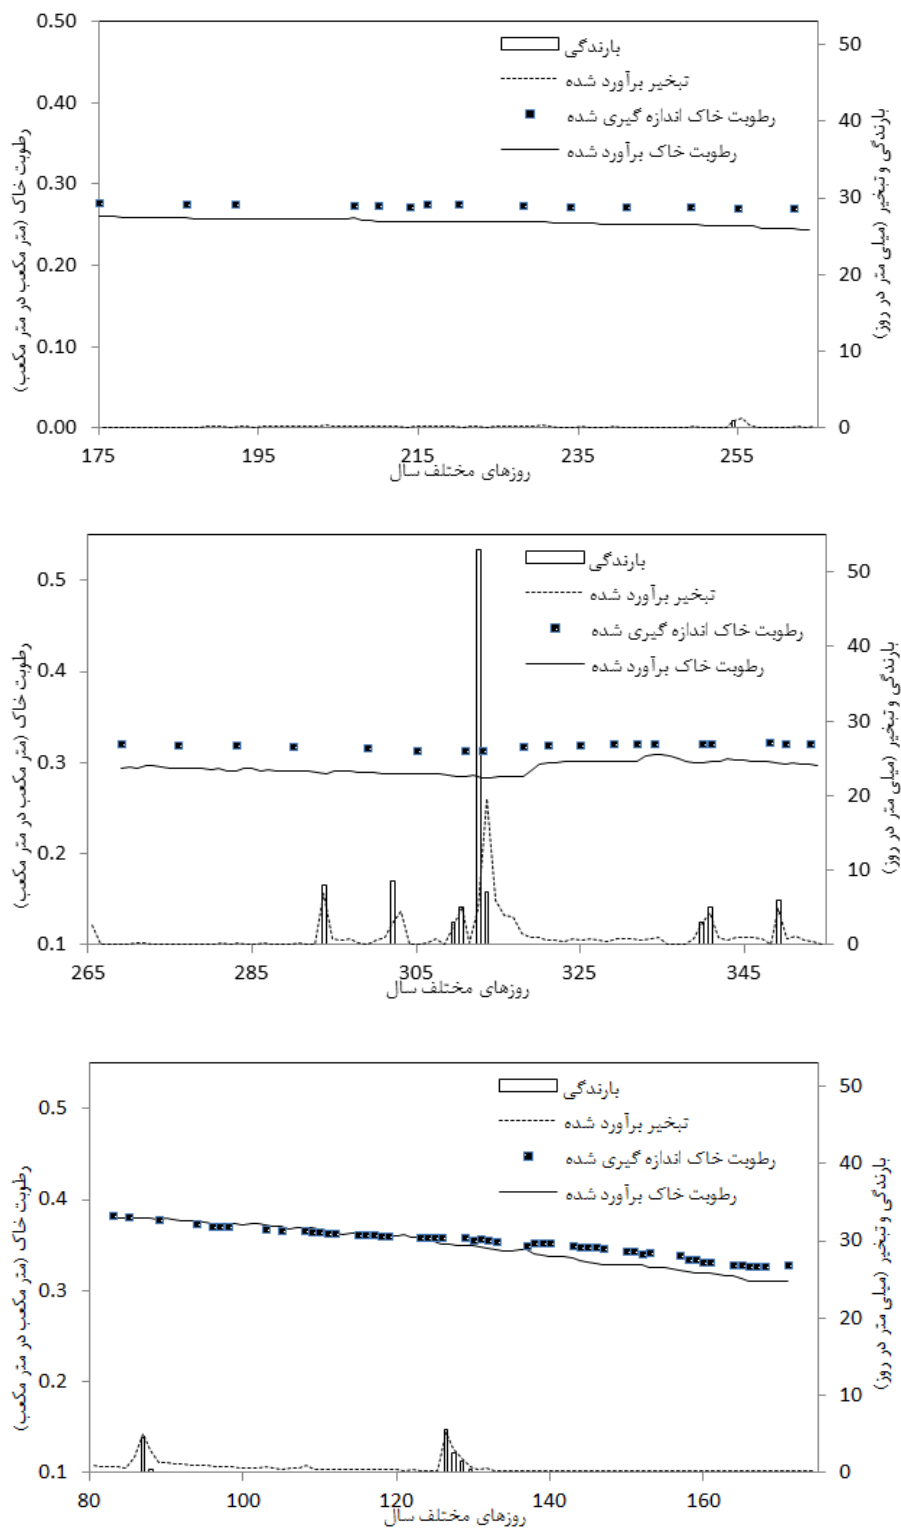 0.50
0.40
0.30
0.20
0.10
0.00
رطوبت خاک (متر مکعب در متر مکعب)
بارندگی
تبخیر برآورد شده
رطوبت خاک اندازه گیری شده
رطوبت خاک برآورد شده
50
40
30
20
10
0
بارندگی و تبخیر (میلی متر در روز)
175 195 215 235 255
روزهای مختلف سال
0.5
0.4
0.3
0.2
0.1
رطوبت خاک (متر مکعب در متر مکعب)
بارندگی
تبخیر برآورد شده
رطوبت خاک اندازه گیری شده
رطوبت خاک برآورد شده
50
40
30
20
10
0
بارندگی و تبخیر (میلی متر در روز)
265 285 305 325 345
روزهای مختلف سال
0.5
0.4
0.3
0.2
0.1
رطوبت خاک (متر مکعب در متر مکعب)
بارندگی
تبخیر برآورد شده
رطوبت خاک اندازه گیری شده
رطوبت خاک برآورد شده
50
40
30
20
10
0
بارندگی و تبخیر (میلی متر در روز)
80 100 120 140 160
روزهای مختلف سال